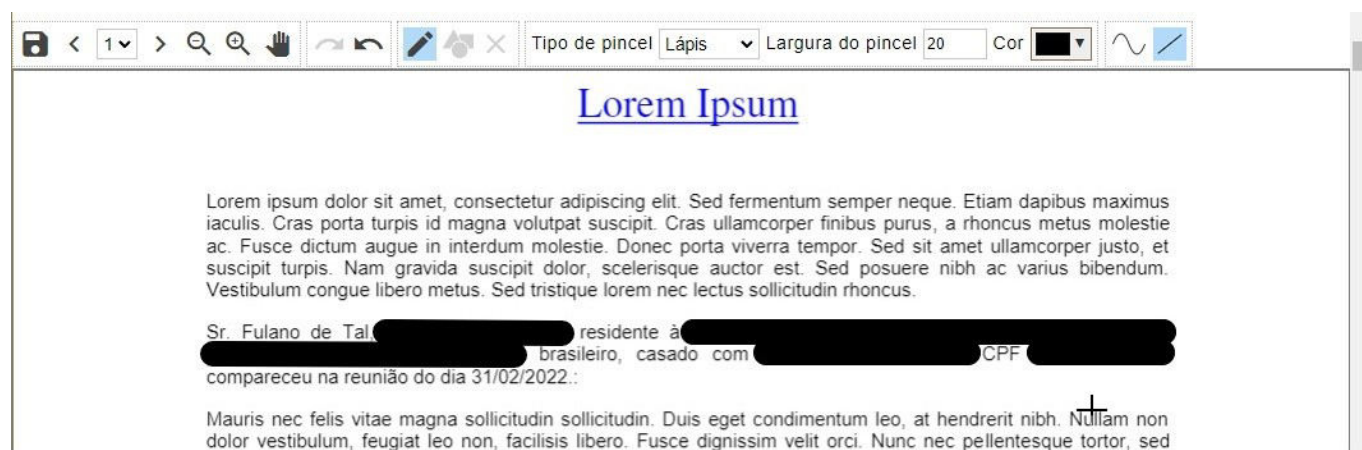 1
Tipo de pincel Lápis Largura do pincel 20 Cor
Lorem Ipsum
Lorem ipsum dolor sit amet, consectetur adipiscing elit. Sed fermentum semper neque. Etiam dapibus maximus
iaculis. Cras porta turpis id magna volutpat suscipit. Cras ullamcorper finibus purus, a rhoncus metus molestie
ac. Fusce dictum augue in interdum molestie. Donec porta viverra tempor. Sed sit amet ullamcorper justo, et
suscipit turpis. Nam gravida suscipit dolor, scelerisque auctor est. Sed posuere nibh ac varius bibendum.
Vestibulum congue libero metus. Sed tristique lorem nec lectus sollicitudin rhoncus.
Sr. Fulano de Tal, residente à
brasileiro, casado com CPF
compareceu na reunião do dia 31/02/2022.:
Mauris nec felis vitae magna sollicitudin sollicitudin. Duis eget condimentum leo, at hendrerit nibh. Nullam non
dolor vestibulum, feugiat leo non, facilisis libero. Fusce dignissim velit orci. Nunc nec pellentesque tortor, sed